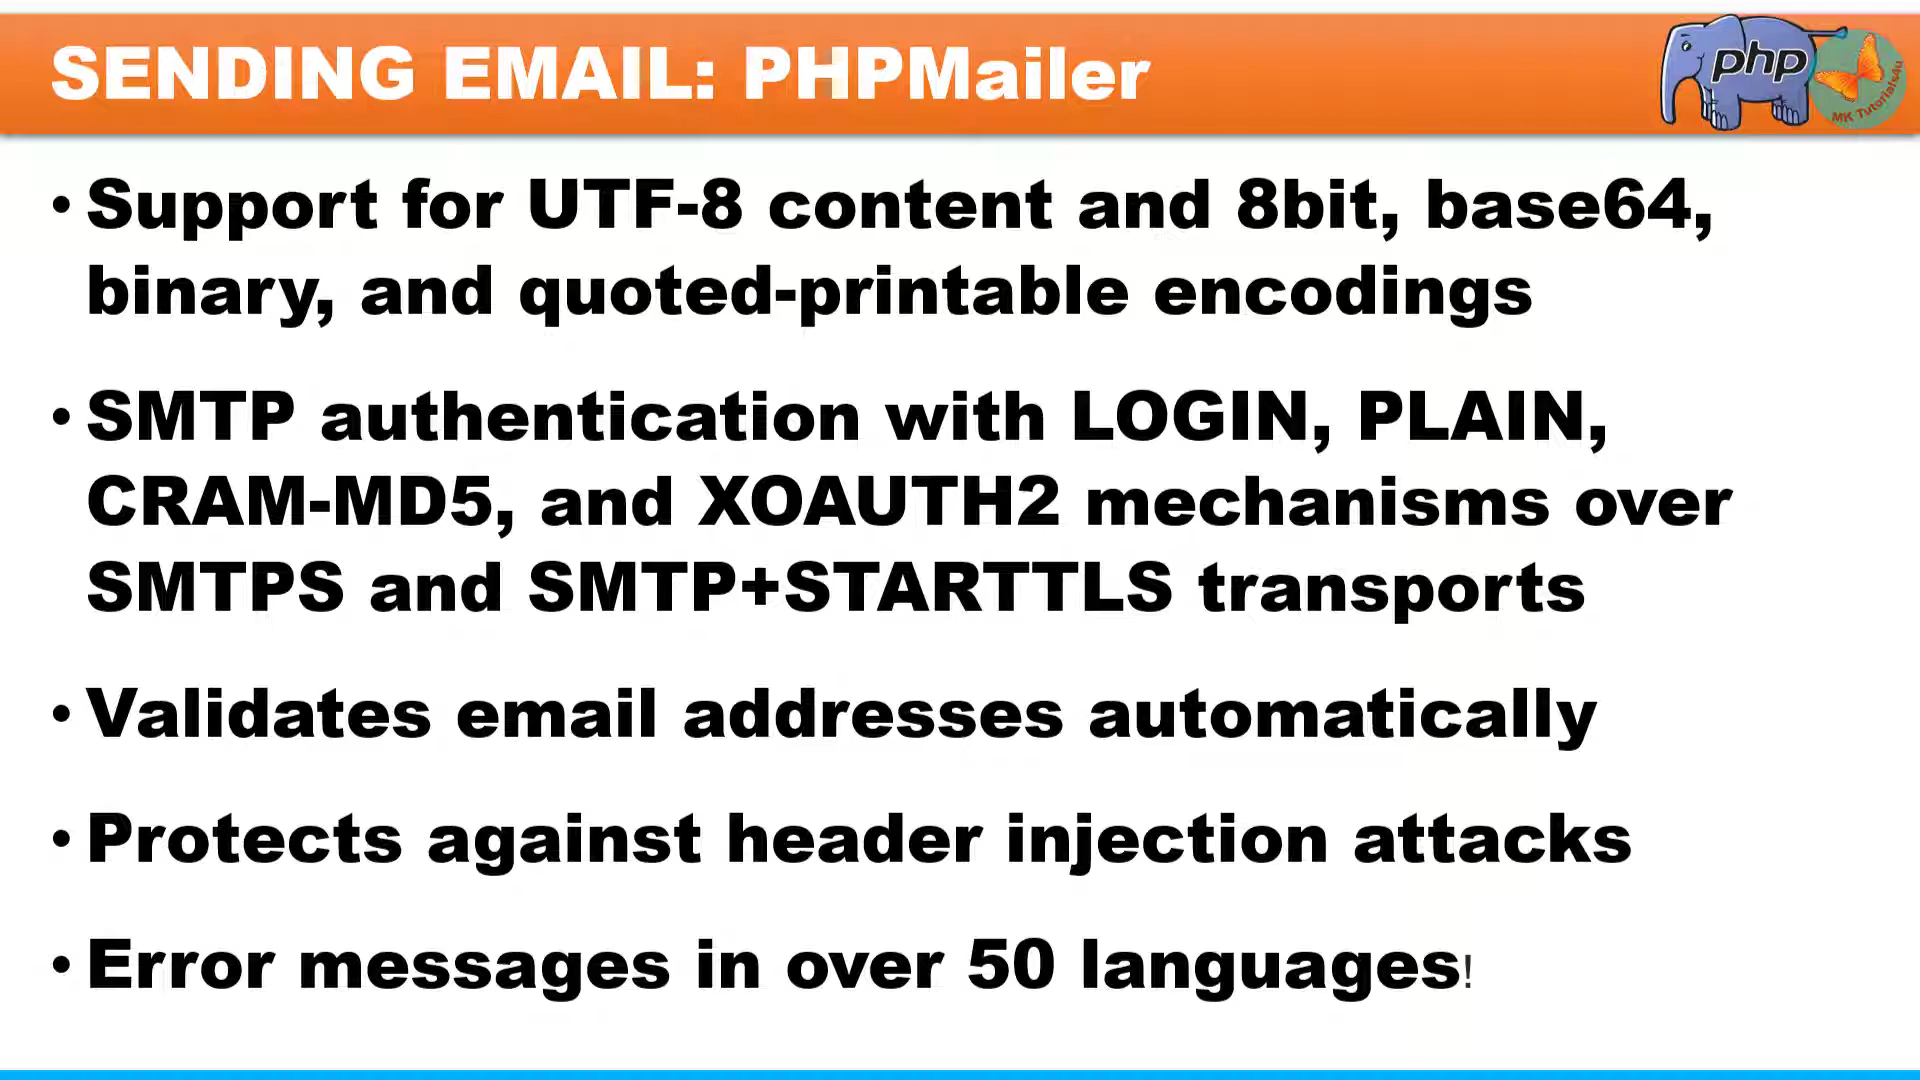 SENDING EMAIL: PHPMailer
php
MK Tutorials4u
• Support for UTF-8 content and 8bit, base64,
binary, and quoted-printable encodings
• SMTP authentication with LOGIN, PLAIN,
CRAM-MD5, and XOAUTH2 mechanisms over
SMTPS and SMTP+STARTTLS transports
• Validates email addresses automatically
• Protects against header injection attacks
• Error messages in over 50 languages!